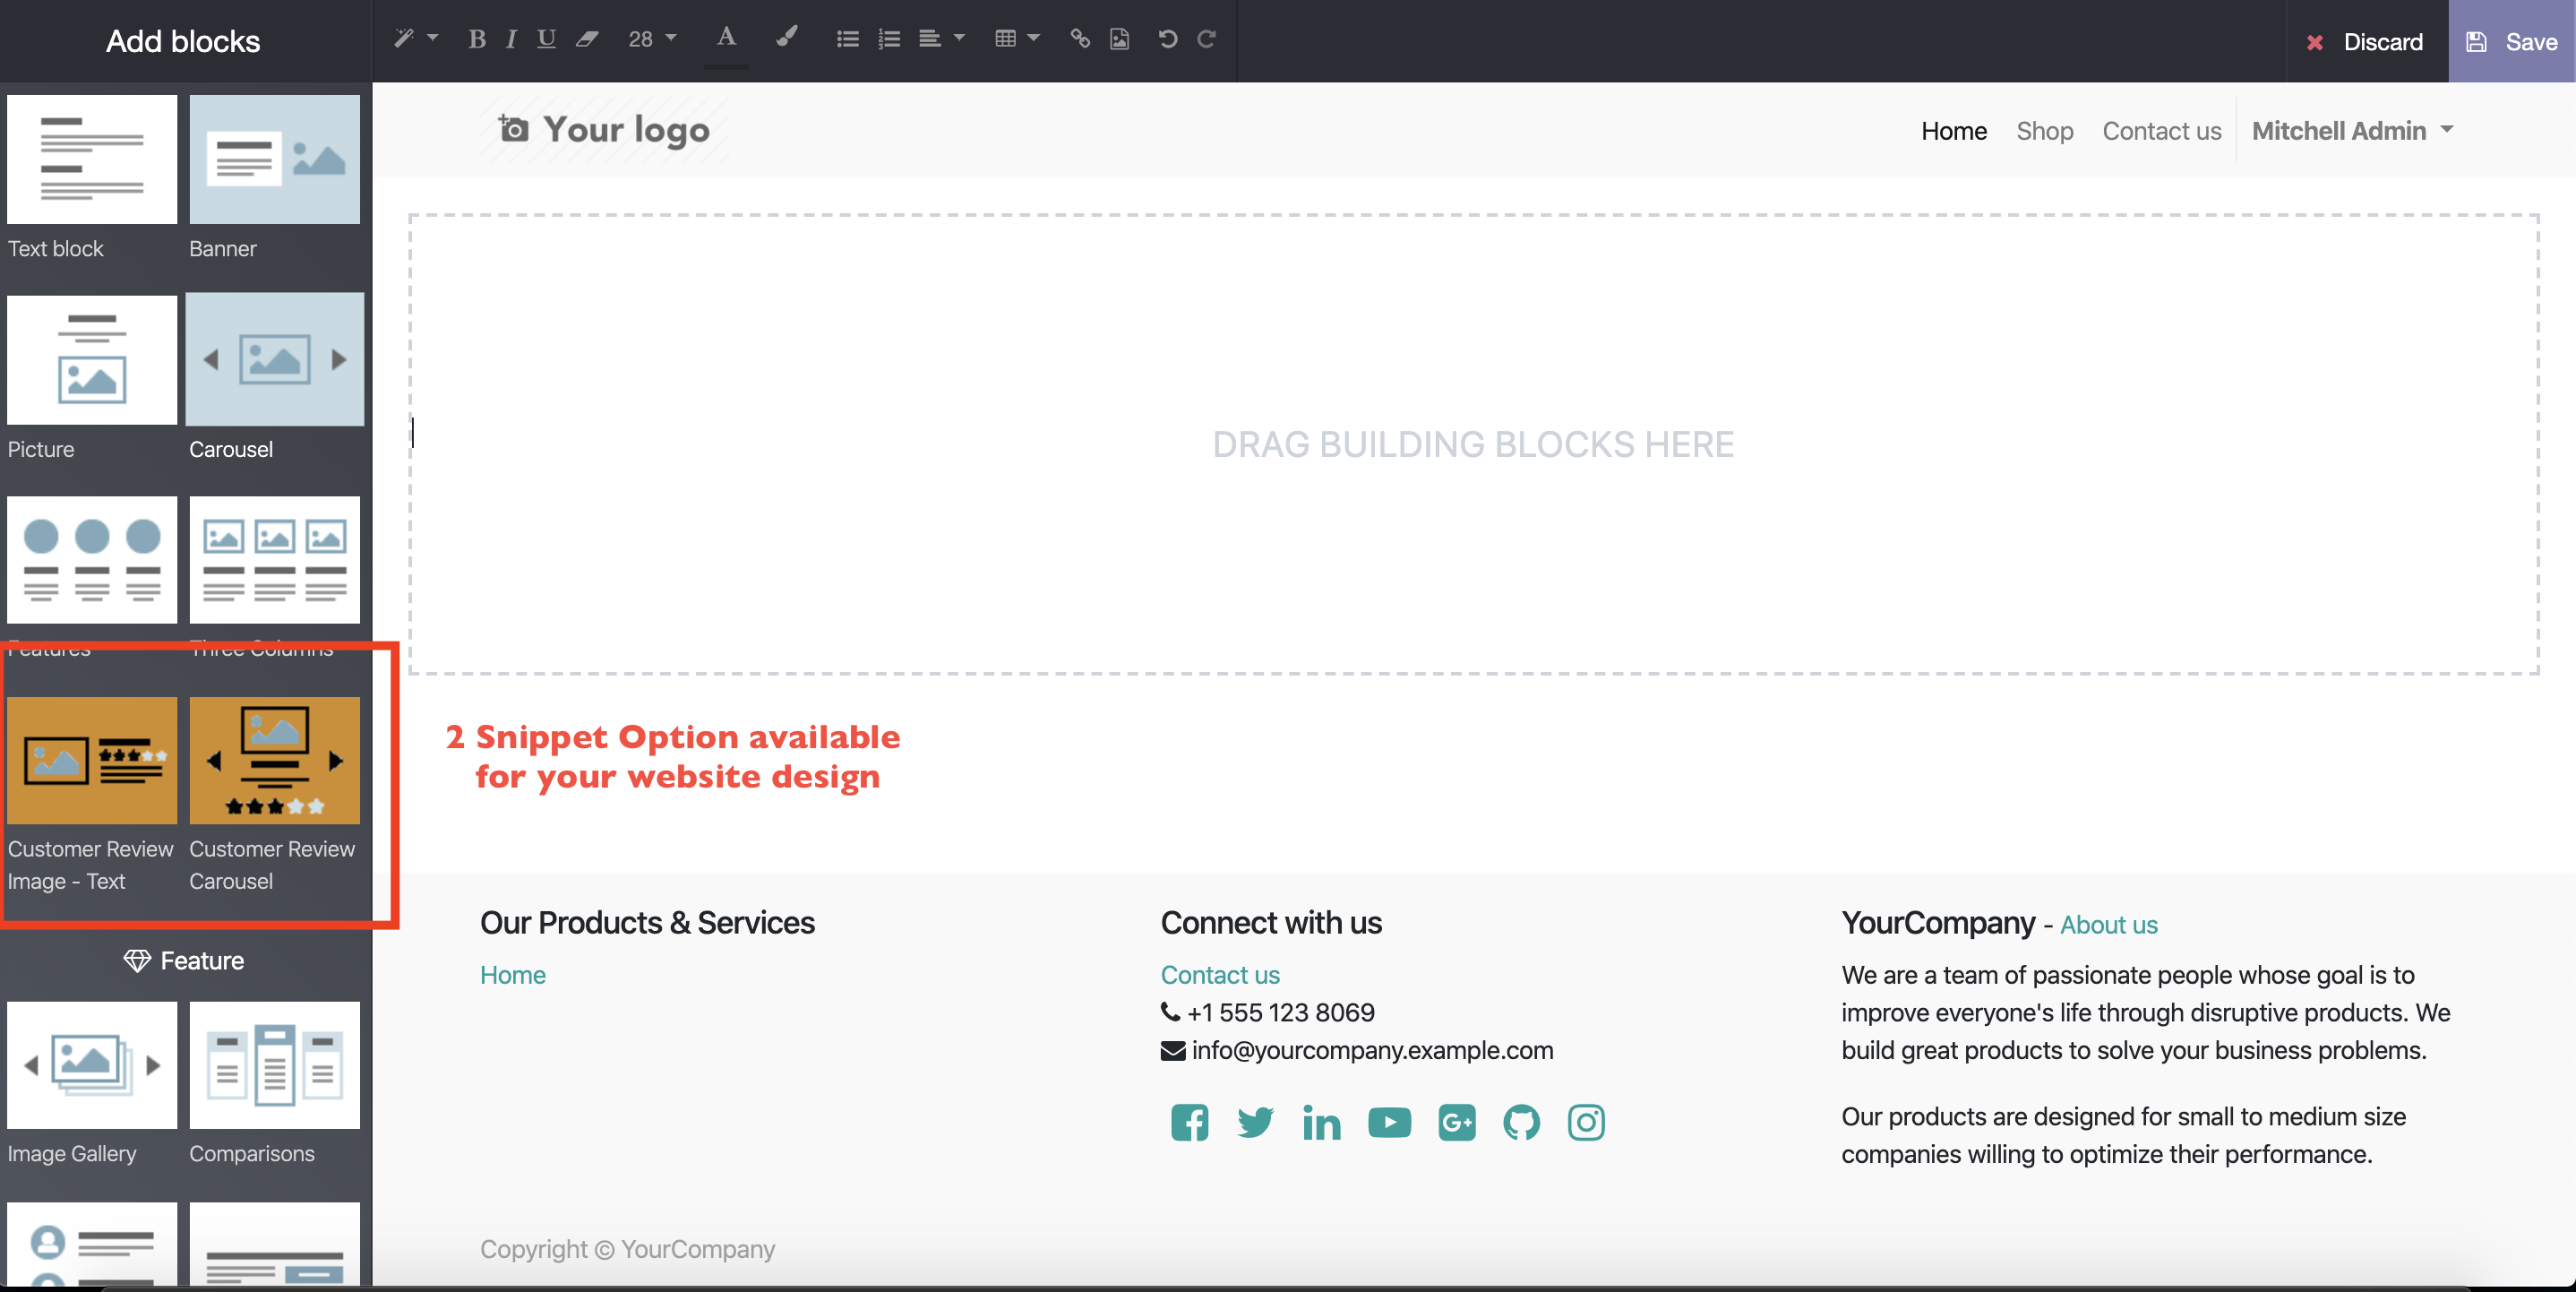 Add blocks
B I U 28 A
Discard
Save
Your logo
Home Shop Contact us Mitchell Admin
Text block
Banner
DRAG BUILDING BLOCKS HERE
Picture
Carousel
Features
Three Columns
2 Snippet Option available
for your website design
Customer Review
Image - Text
Customer Review
Carousel
Feature
Image Gallery
Comparisons
Our Products & Services
Home
Connect with us
Contact us
+1 555 123 8069
info@yourcompany.example.com
YourCompany - About us
We are a team of passionate people whose goal is to
improve everyone's life through disruptive products. We
build great products to solve your business problems.
Our products are designed for small to medium size
companies willing to optimize their performance.
Copyright © YourCompany